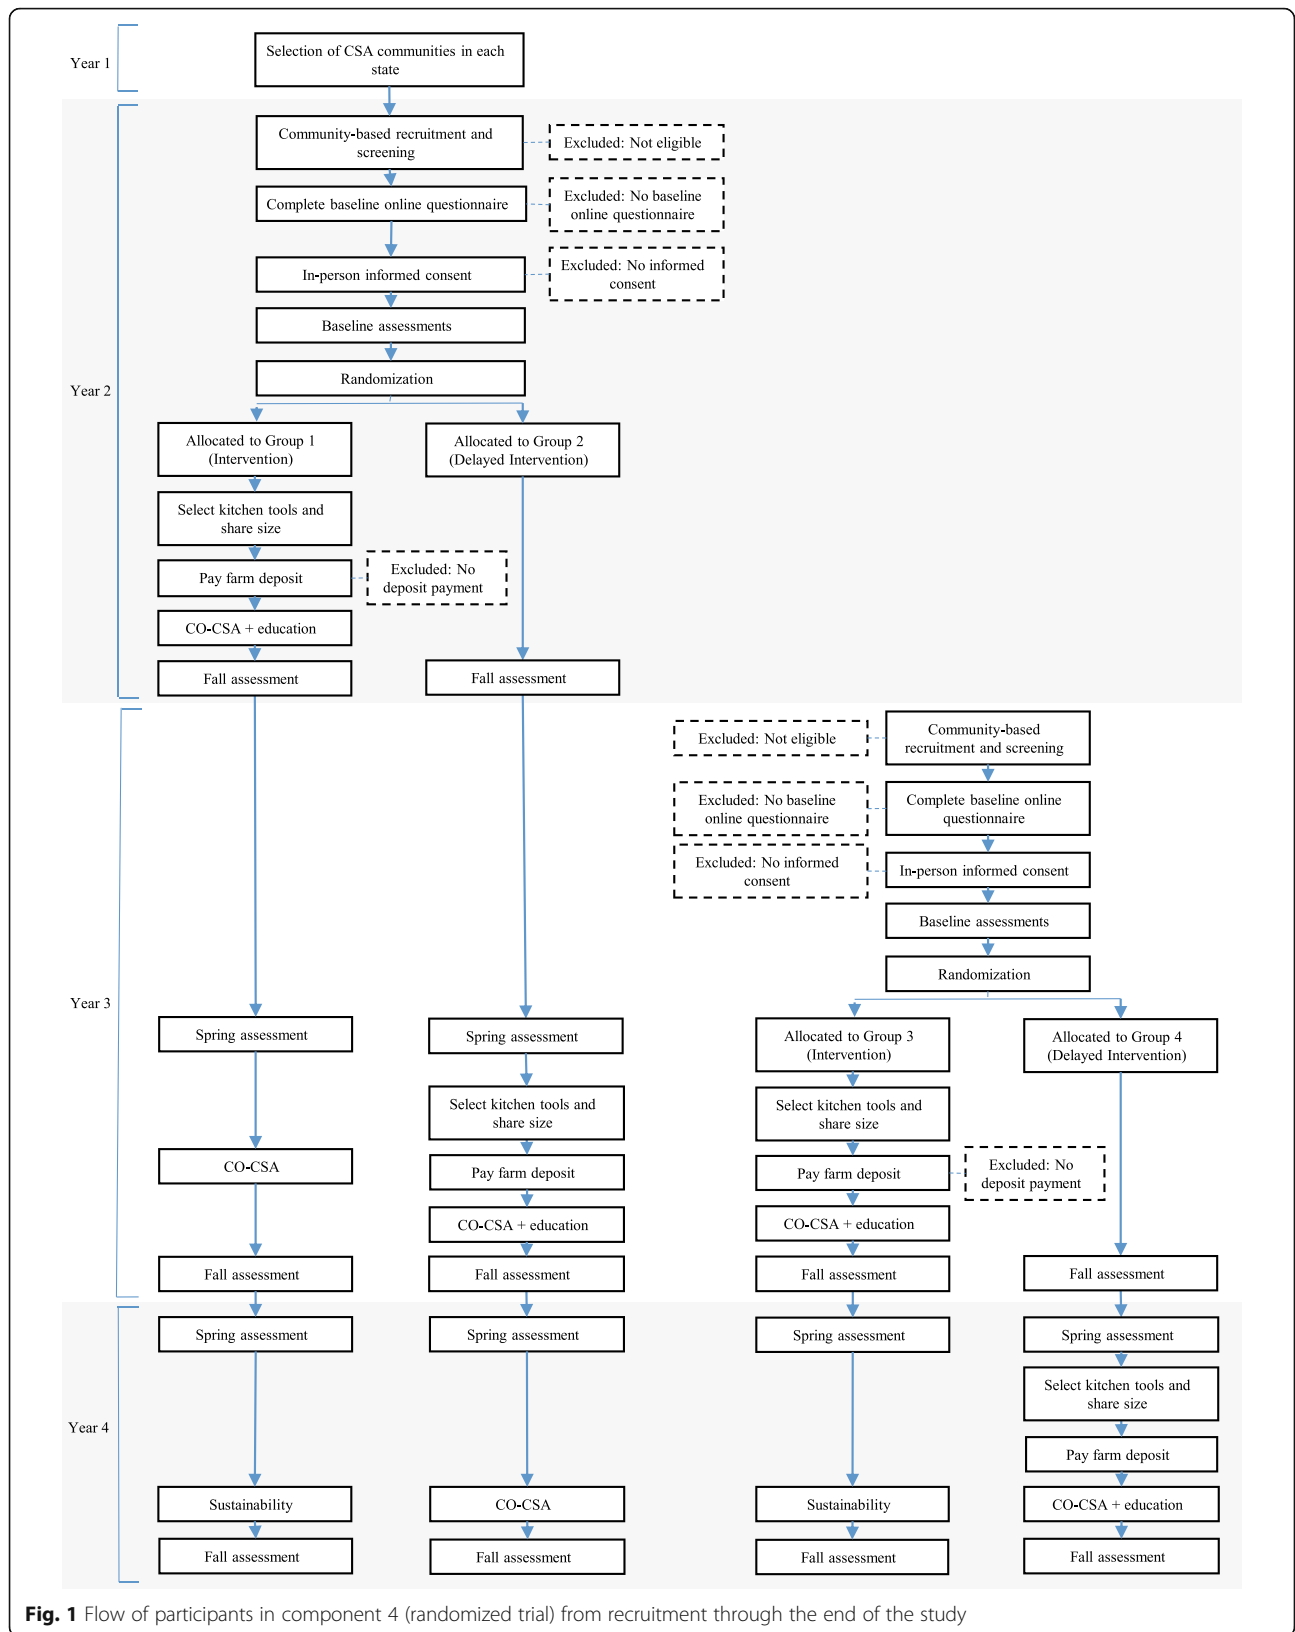 Year 1
Selection of CSA communities in each
state
Year 2
Community-based recruitment and
screening
Excluded: Not eligible
Complete baseline online questionnaire
Excluded: No baseline
online questionnaire
In-person informed consent
Excluded: No informed
consent
Baseline assessments
Randomization
Allocated to Group 1
(Intervention)
Allocated to Group 2
(Delayed Intervention)
Select kitchen tools and
share size
Pay farm deposit
Excluded: No
deposit payment
CO-CSA + education
Fall assessment
Fall assessment
Year 3
Community-based
recruitment and screening
Excluded: Not eligible
Complete baseline online
questionnaire
Excluded: No baseline
online questionnaire
In-person informed consent
Excluded: No informed
consent
Baseline assessments
Randomization
Spring assessment
Spring assessment
Allocated to Group 3
(Intervention)
Allocated to Group 4
(Delayed Intervention)
Select kitchen tools and
share size
Select kitchen tools and
share size
CO-CSA
Pay farm deposit
Pay farm deposit
Excluded: No
deposit payment
CO-CSA + education
CO-CSA + education
Fall assessment
Fall assessment
Fall assessment
Fall assessment
Year 4
Spring assessment
Spring assessment
Spring assessment
Spring assessment
Select kitchen tools and
share size
Pay farm deposit
Sustainability
CO-CSA
Sustainability
CO-CSA + education
Fall assessment
Fall assessment
Fall assessment
Fall assessment
Fig. 1 Flow of participants in component 4 (randomized trial) from recruitment through the end of the study